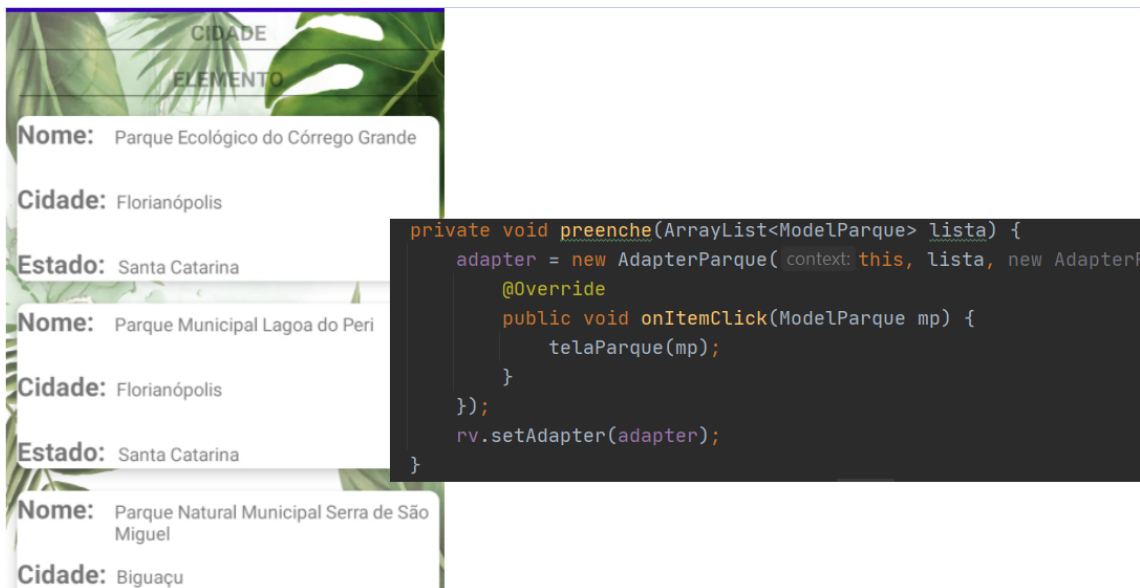 CIDADE
ELEMENTO
Nome: Parque Ecológico do Córrego Grande
Cidade: Florianópolis
Estado: Santa Catarina
Nome: Parque Municipal Lagoa do Peri
Cidade: Florianópolis
Estado: Santa Catarina
Nome: Parque Natural Municipal Serra de São
Miguel
Cidade: Biguaçu
private void preenche(ArrayList<ModelParque> lista) {
adapter = new AdapterParque( context: this, lista, new Adapter
@Override
public void onItemClick(ModelParque mp) {
telaParque(mp);
}
});
rv.setAdapter(adapter);
}